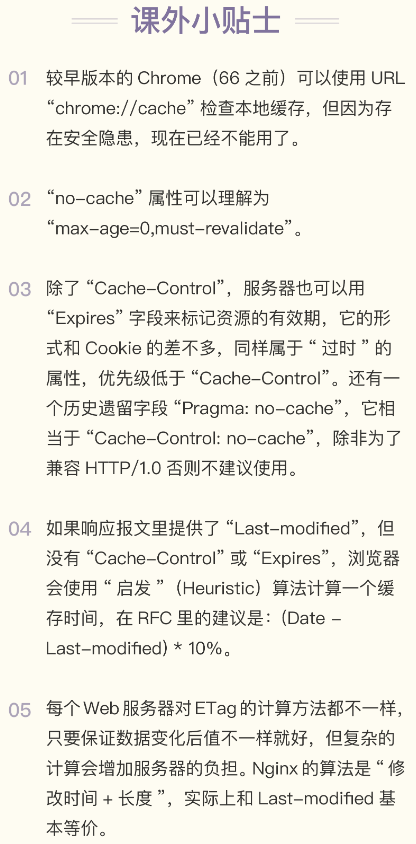 课外小贴士
01 较早版本的 Chrome（66 之前）可以使用 URL
“chrome://cache” 检查本地缓存，但因为存
在安全隐患，现在已经不能用了。
02 “no-cache” 属性可以理解为
“max-age=0,must-revalidate”。
03 除了 “Cache-Control”，服务器也可以用
“Expires” 字段来标记资源的有效期，它的形
式和 Cookie 的差不多，同样属于 “ 过时 ” 的
属性，优先级低于 “Cache-Control”。还有一
个历史遗留字段 “Pragma: no-cache”，它相
当于 “Cache-Control: no-cache”，除非为了
兼容 HTTP/1.0 否则不建议使用。
04 如果响应报文里提供了 “Last-modified”，但
没有 “Cache-Control” 或 “Expires”，浏览器
会使用 “ 启发 ”（Heuristic）算法计算一个缓
存时间，在 RFC 里的建议是：(Date -
Last-modified) * 10%。
05 每个 Web 服务器对 ETag 的计算方法都不一样，
只要保证数据变化后值不一样就好，但复杂的
计算会增加服务器的负担。Nginx 的算法是 “ 修
改时间 + 长度 ”，实际上和 Last-modified 基
本等价。